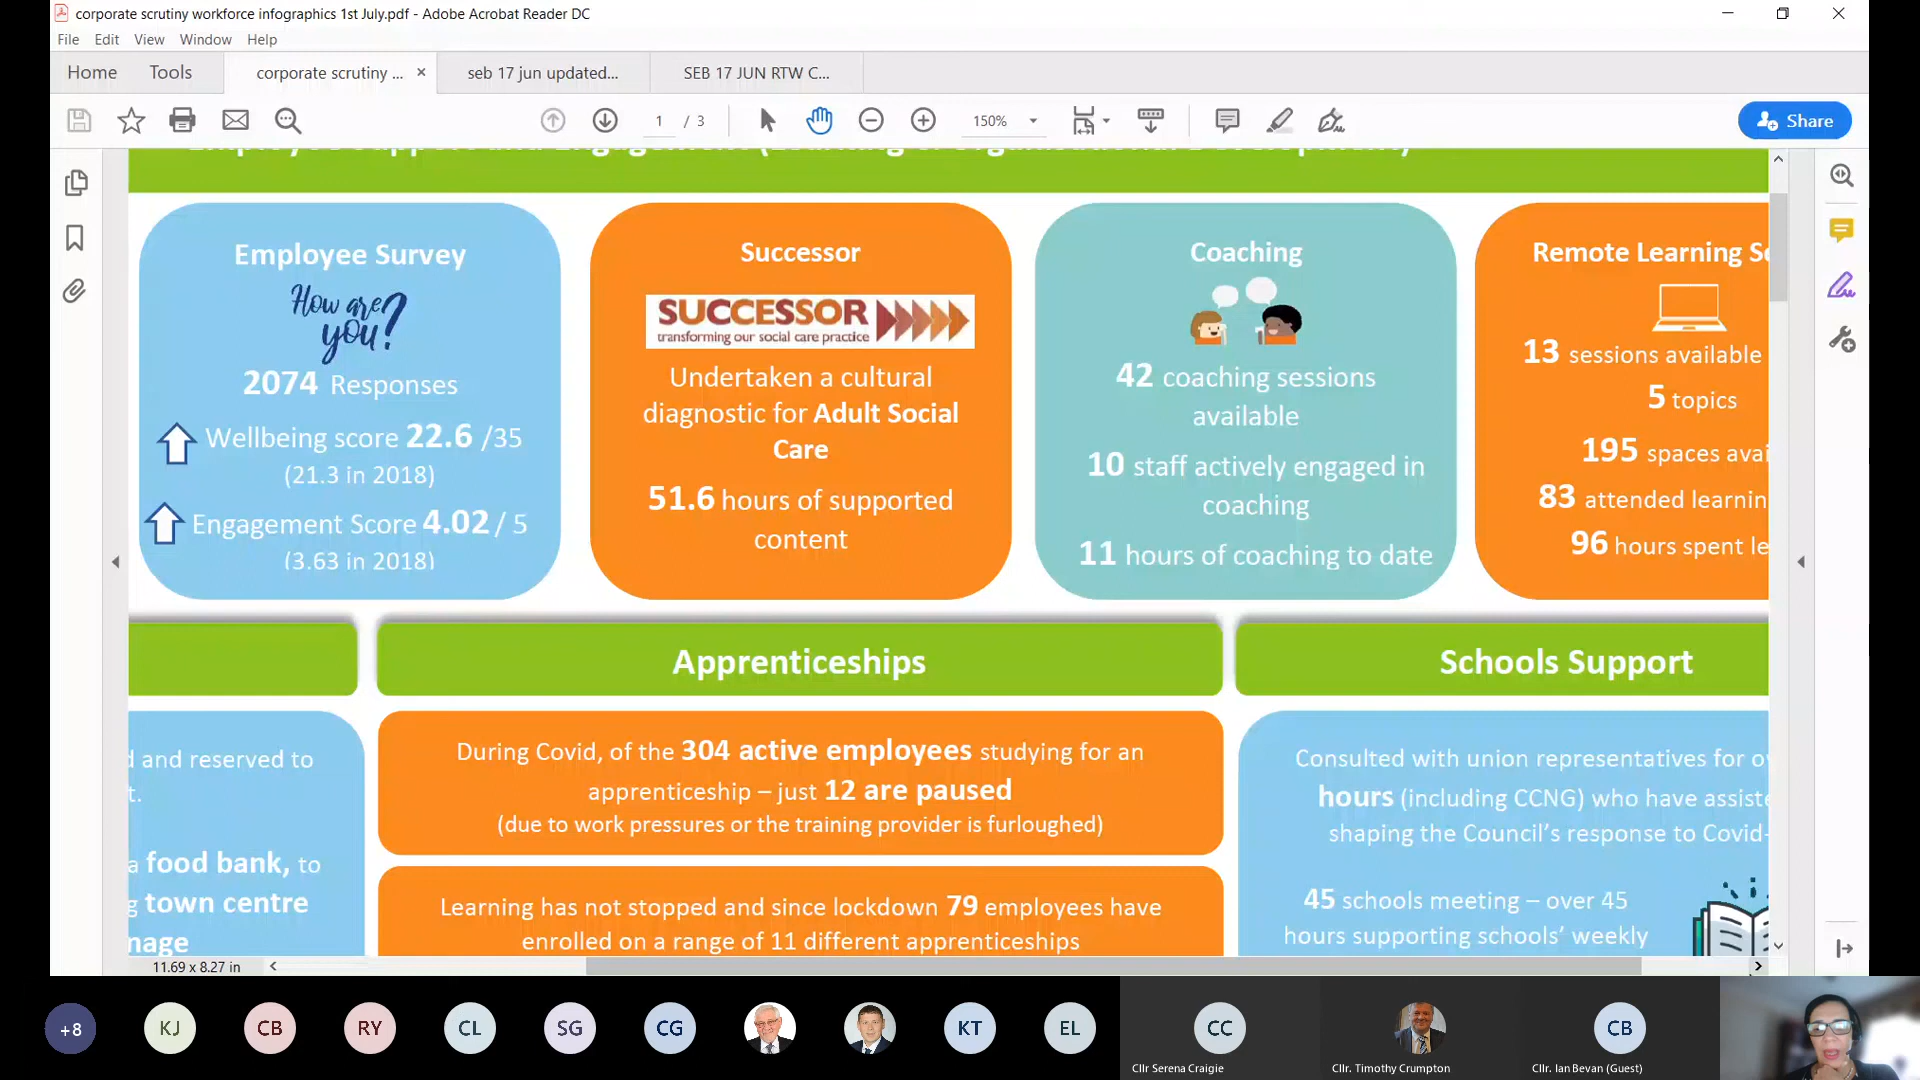 corporate scrutiny workforce infographics 1st July.pdf - Adobe Acrobat Reader DC
File Edit View Window Help
Home Tools corporate scrutiny ... × seb 17 jun updated... SEB 17 JUN RTW C...
1 / 3 150% Share
Employee Support and Engagement (Learning & Organisational Development)
Employee Survey
How are you?
2074 Responses
Wellbeing score 22.6 /35
(21.3 in 2018)
Engagement Score 4.02 / 5
(3.63 in 2018)
Successor
SUCCESSOR
transforming our social care practice
Undertaken a cultural
diagnostic for Adult Social
Care
51.6 hours of supported
content
Coaching
42 coaching sessions
available
10 staff actively engaged in
coaching
11 hours of coaching to date
Remote Learning
13 sessions available
5 topics
195 spaces avai
83 attended learnin
96 hours spent le
d and reserved to
t.
a food bank, to
g town centre
nage
Apprenticeships
During Covid, of the 304 active employees studying for an
apprenticeship – just 12 are paused
(due to work pressures or the training provider is furloughed)
Learning has not stopped and since lockdown 79 employees have
enrolled on a range of 11 different apprenticeships
Schools Support
Consulted with union representatives for
hours (including CCNG) who have assist
shaping the Council's response to Covid-
45 schools meeting – over 45
hours supporting schools' weekly
11.69 x 8.27 in
+8 KJ CB RY CL SG CG KT EL CC CB
Cllr Serena Craigie Cllr. Timothy Crumpton Cllr. Ian Bevan (Guest)